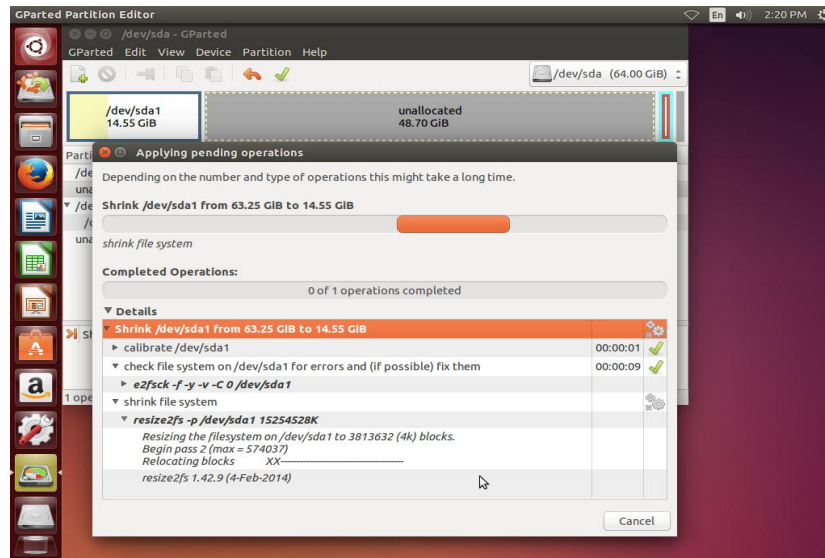 GParted Partition Editor
En
2:20 PM
/dev/sda - GParted
GParted Edit View Device Partition Help
/dev/sda (64.00 GiB)
/dev/sda1
14.55 GiB
unallocated
48.70 GiB
Parti
Applying pending operations
/de
una
/de
una
Depending on the number and type of operations this might take a long time.
Shrink /dev/sda1 from 63.25 GiB to 14.55 GiB
shrink file system
Completed Operations:
0 of 1 operations completed
Details
Shrink /dev/sda1 from 63.25 GiB to 14.55 GiB
Sh
calibrate /dev/sda1 00:00:01
check file system on /dev/sda1 for errors and (if possible) fix them 00:00:09
e2fsck -f -y -v -C 0 /dev/sda1
1 ope
shrink file system
resize2fs -p /dev/sda1 15254528K
Resizing the filesystem on /dev/sda1 to 3813632 (4k) blocks.
Begin pass 2 (max = 574037)
Relocating blocks XX--------------------------------------
resize2fs 1.42.9 (4-Feb-2014)
Cancel